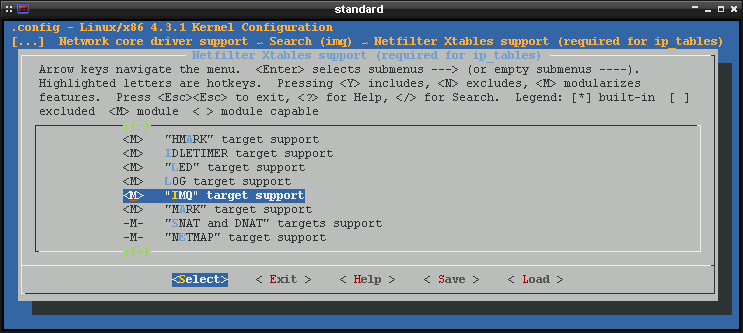 standard
.config - Linux/x86 4.3.1 Kernel Configuration
[...] Network core driver support → Search (imq) → Netfilter Xtables support (required for ip_tables)
Netfilter Xtables support (required for ip_tables)
Arrow keys navigate the menu. <Enter> selects submenus ---> (or empty submenus ----).
Highlighted letters are hotkeys. Pressing <Y> includes, <N> excludes, <M> modularizes
features. Press <Esc><Esc> to exit, <?> for Help, </> for Search. Legend: [*] built-in [ ]
excluded <M> module < > module capable
^(-)
<M> "HMARK" target support
<M> IDLETIMER target support
<M> "LED" target support
<M> LOG target support
<M> "IMQ" target support
<M> "MARK" target support
-M- "SNAT and DNAT" targets support
-M- "NETMAP" target support
v(+)
<Select> < Exit > < Help > < Save > < Load >